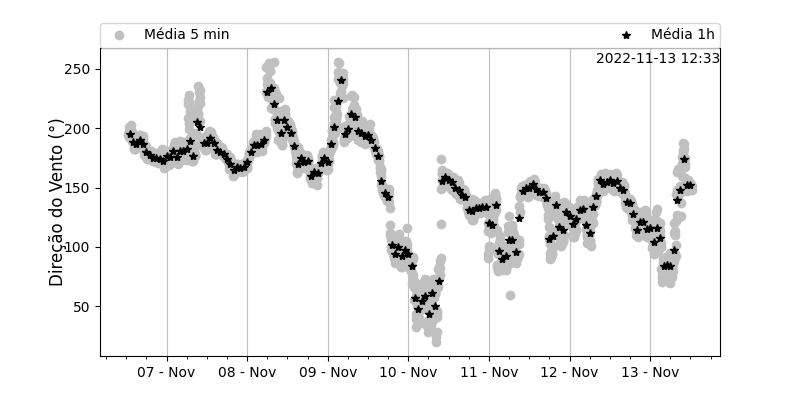 Média 5 min
Média 1h
2022-11-13 12:33
Direção do Vento (°)
250
200
150
100
50
07 - Nov
08 - Nov
09 - Nov
10 - Nov
11 - Nov
12 - Nov
13 - Nov